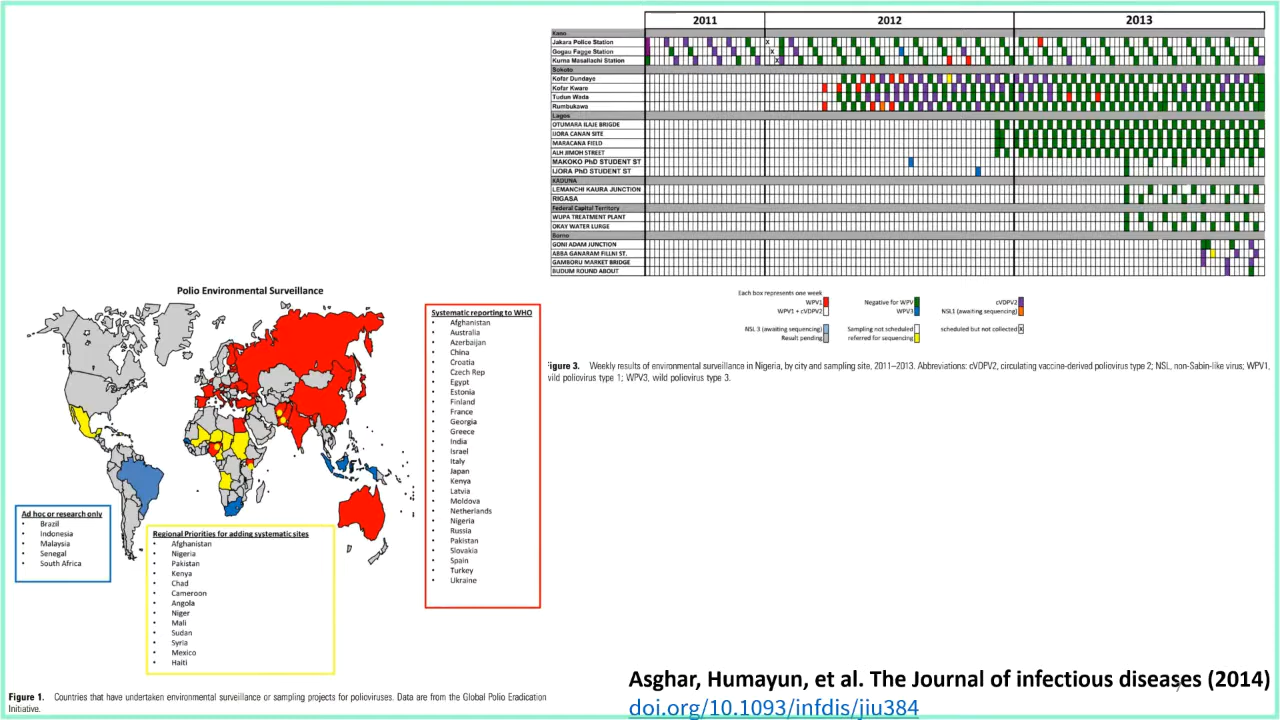 2011 2012 2013
Kano
Jakara Police Station
Gogau Fagge Station
Kurna Masallachi Station
Sokoto
Kofar Dundaye
Kofar Kware
Tudun Wada
Rumbukawa
Lagos
OTUMARA ILAJE BRIGDE
IJORA CANAN SITE
MARACANA FIELD
ALH JIMOH STREET
MAKOKO PhD STUDENT ST
IJORA PhD STUDENT ST
KADUNA
LEMANCHI KAURA JUNCTION
RIGASA
Federal Capital Territory
WUPA TREATMENT PLANT
OKAY WATER LURGE
Borno
GONI ADAM JUNCTION
ABBA GANARAM FILLNI ST.
GAMBORU MARKET BRIDGE
BUDUM ROUND ABOUT
Each box represents one week
WPV1 Negative for WPV cVDPV2
WPV1 + cVDPV2 WPV3 NSL1 (awaiting sequencing)
NSL 3 (awaiting sequencing) Sampling not scheduled scheduled but not collected X
Result pending referred for sequencing
Figure 3. Weekly results of environmental surveillance in Nigeria, by city and sampling site, 2011–2013. Abbreviations: cVDPV2, circulating vaccine-derived poliovirus type 2; NSL, non-Sabin-like virus; WPV1,
wild poliovirus type 1; WPV3, wild poliovirus type 3.
Polio Environmental Surveillance
Systematic reporting to WHO
• Afghanistan
• Australia
• Azerbaijan
• China
• Croatia
• Czech Rep
• Egypt
• Estonia
• Finland
• France
• Georgia
• Greece
• India
• Israel
• Italy
• Japan
• Kenya
• Latvia
• Moldova
• Netherlands
• Nigeria
• Russia
• Pakistan
• Slovakia
• Spain
• Turkey
• Ukraine
Ad hoc or research only
• Brazil
• Indonesia
• Malaysia
• Senegal
• South Africa
Regional Priorities for adding systematic sites
• Afghanistan
• Nigeria
• Pakistan
• Kenya
• Chad
• Cameroon
• Angola
• Niger
• Mali
• Sudan
• Syria
• Mexico
• Haiti
Figure 1. Countries that have undertaken environmental surveillance or sampling projects for polioviruses. Data are from the Global Polio Eradication
Initiative.
Asghar, Humayun, et al. The Journal of infectious diseases (2014)
doi.org/10.1093/infdis/jiu384